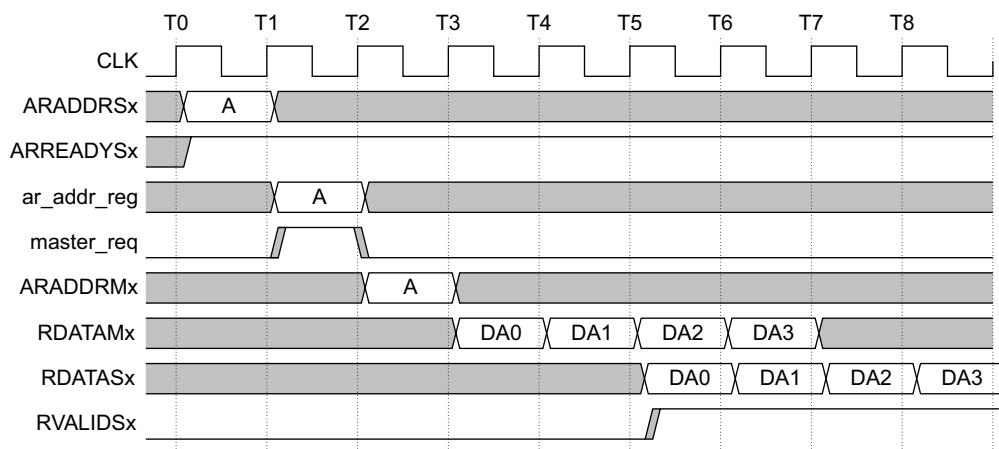 T0 T1 T2 T3 T4 T5 T6 T7 T8
CLK
ARADDRSx A
ARREADYSx
ar_addr_reg A
master_req
ARADDRMx A
RDATAMx DA0 DA1 DA2 DA3
RDATASx DA0 DA1 DA2 DA3
RVALIDSx